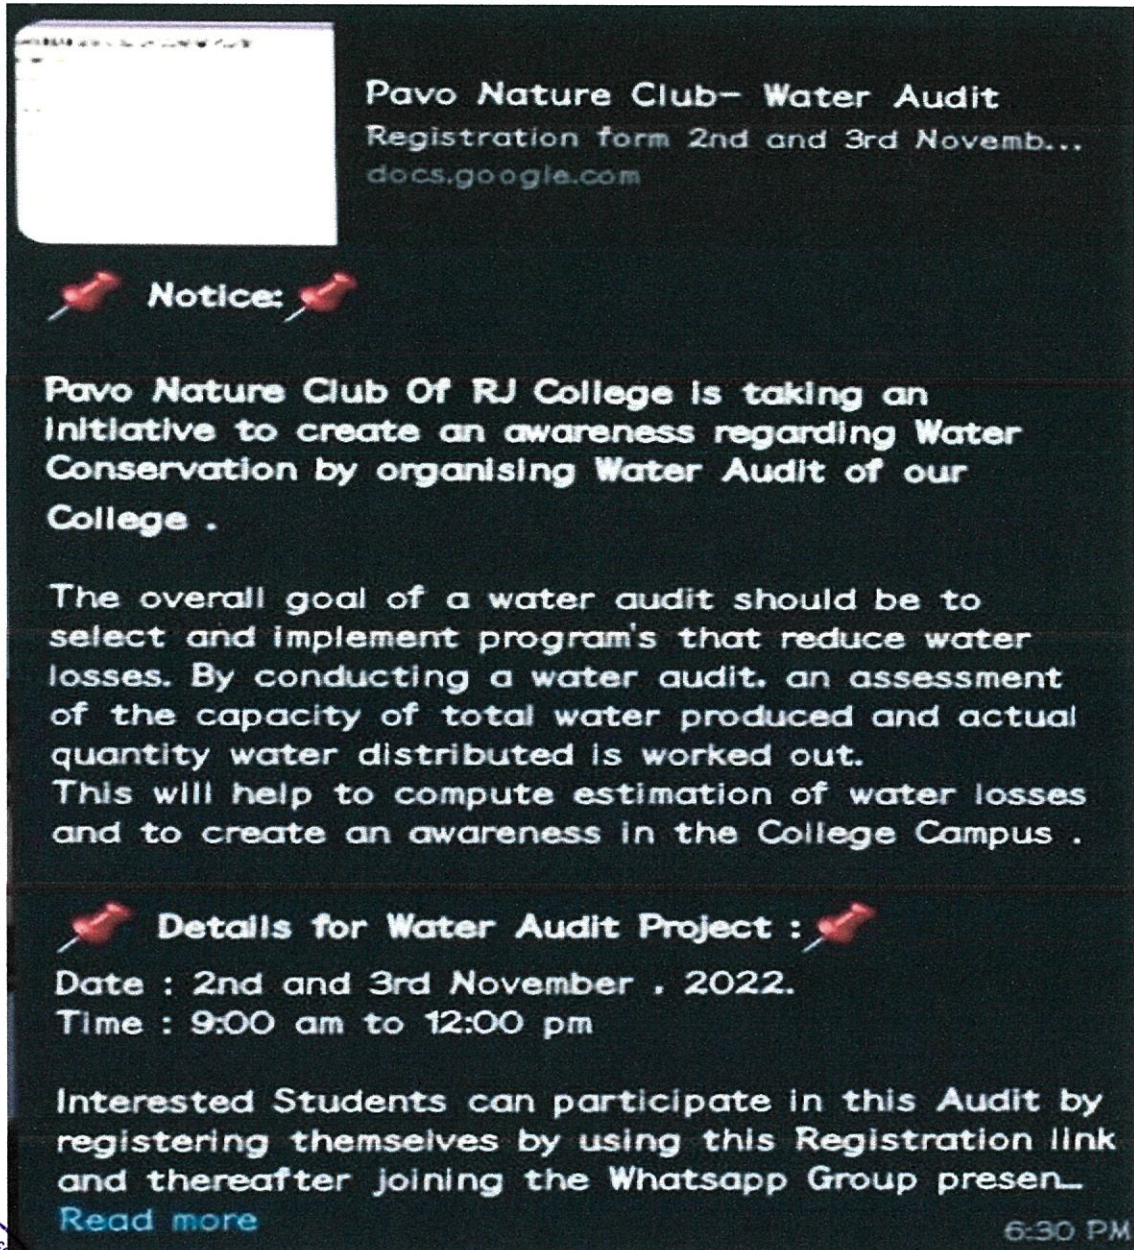 Pavo Nature Club- Water Audit
Registration form 2nd and 3rd Novemb...
docs.google.com
Notice:
Pavo Nature Club Of RJ College is taking an
initiative to create an awareness regarding Water
Conservation by organising Water Audit of our
College .
The overall goal of a water audit should be to
select and implement program's that reduce water
losses. By conducting a water audit. an assessment
of the capacity of total water produced and actual
quantity water distributed is worked out.
This will help to compute estimation of water losses
and to create an awareness in the College Campus .
Details for Water Audit Project :
Date : 2nd and 3rd November , 2022.
Time : 9:00 am to 12:00 pm
Interested Students can participate in this Audit by
registering themselves by using this Registration link
and thereafter joining the Whatsapp Group presen...
Read more
6:30 PM